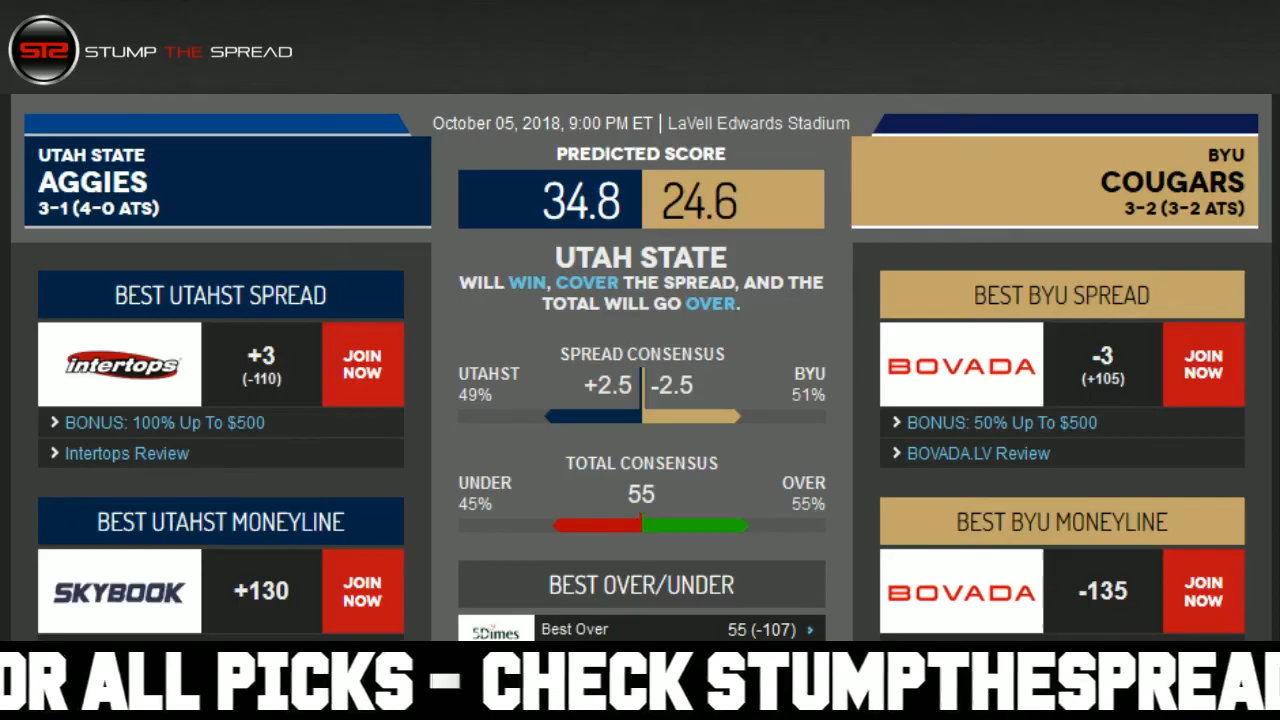 STS STUMP THE SPREAD
October 05, 2018, 9:00 PM ET | LaVell Edwards Stadium
UTAH STATE
AGGIES
3-1 (4-0 ATS)
PREDICTED SCORE
34.8 24.6
BYU
COUGARS
3-2 (3-2 ATS)
UTAH STATE
WILL WIN, COVER THE SPREAD, AND THE
TOTAL WILL GO OVER.
BEST UTAHST SPREAD
intertops
+3
(-110)
JOIN
NOW
BONUS: 100% Up To $500
Intertops Review
BEST UTAHST MONEYLINE
SKYBOOK
+130
JOIN
NOW
SPREAD CONSENSUS
UTAHST
49%
+2.5 -2.5
BYU
51%
TOTAL CONSENSUS
UNDER
45%
55
OVER
55%
BEST OVER/UNDER
5Dimes
Best Over
55 (-107)
BEST BYU SPREAD
BOVADA
-3
(+105)
JOIN
NOW
BONUS: 50% Up To $500
BOVADA.LV Review
BEST BYU MONEYLINE
BOVADA
-135
JOIN
NOW
OR ALL PICKS - CHECK STUMPTHESPREAD